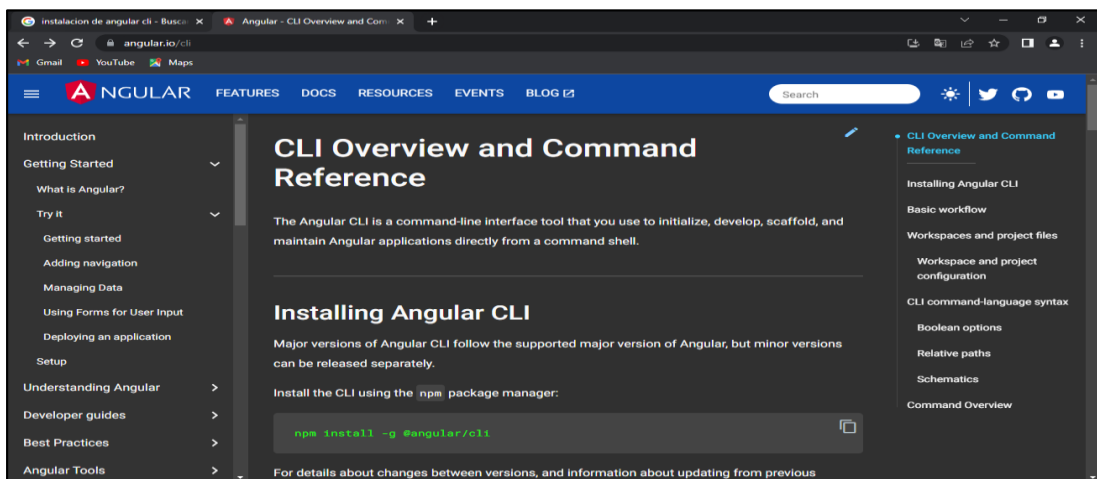 instalacion de angular cli - Busca
Angular - CLI Overview and Com
angular.io/cli
Gmail YouTube Maps
ANGULAR FEATURES DOCS RESOURCES EVENTS BLOG Search
Introduction
Getting Started
What is Angular?
Try it
Getting started
Adding navigation
Managing Data
Using Forms for User Input
Deploying an application
Setup
Understanding Angular
Developer guides
Best Practices
Angular Tools
CLI Overview and Command
Reference
The Angular CLI is a command-line interface tool that you use to initialize, develop, scaffold, and
maintain Angular applications directly from a command shell.
Installing Angular CLI
Major versions of Angular CLI follow the supported major version of Angular, but minor versions
can be released separately.
Install the CLI using the npm package manager:
npm install -g @angular/cli
For details about changes between versions, and information about updating from previous
CLI Overview and Command
Reference
Installing Angular CLI
Basic workflow
Workspaces and project files
Workspace and project
configuration
CLI command-language syntax
Boolean options
Relative paths
Schematics
Command Overview